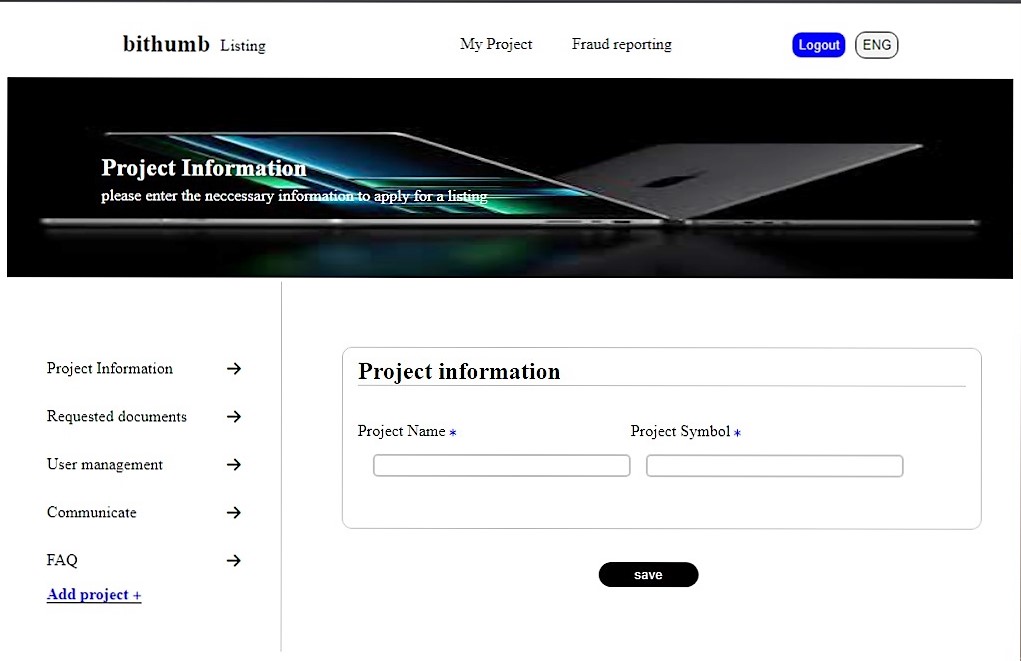 bithumb Listing My Project Fraud reporting Logout ENG
Project Information
please enter the neccessary information to apply for a listing
Project Information →
Requested documents →
User management →
Communicate →
FAQ →
Add project +
Project information
Project Name * Project Symbol *
save